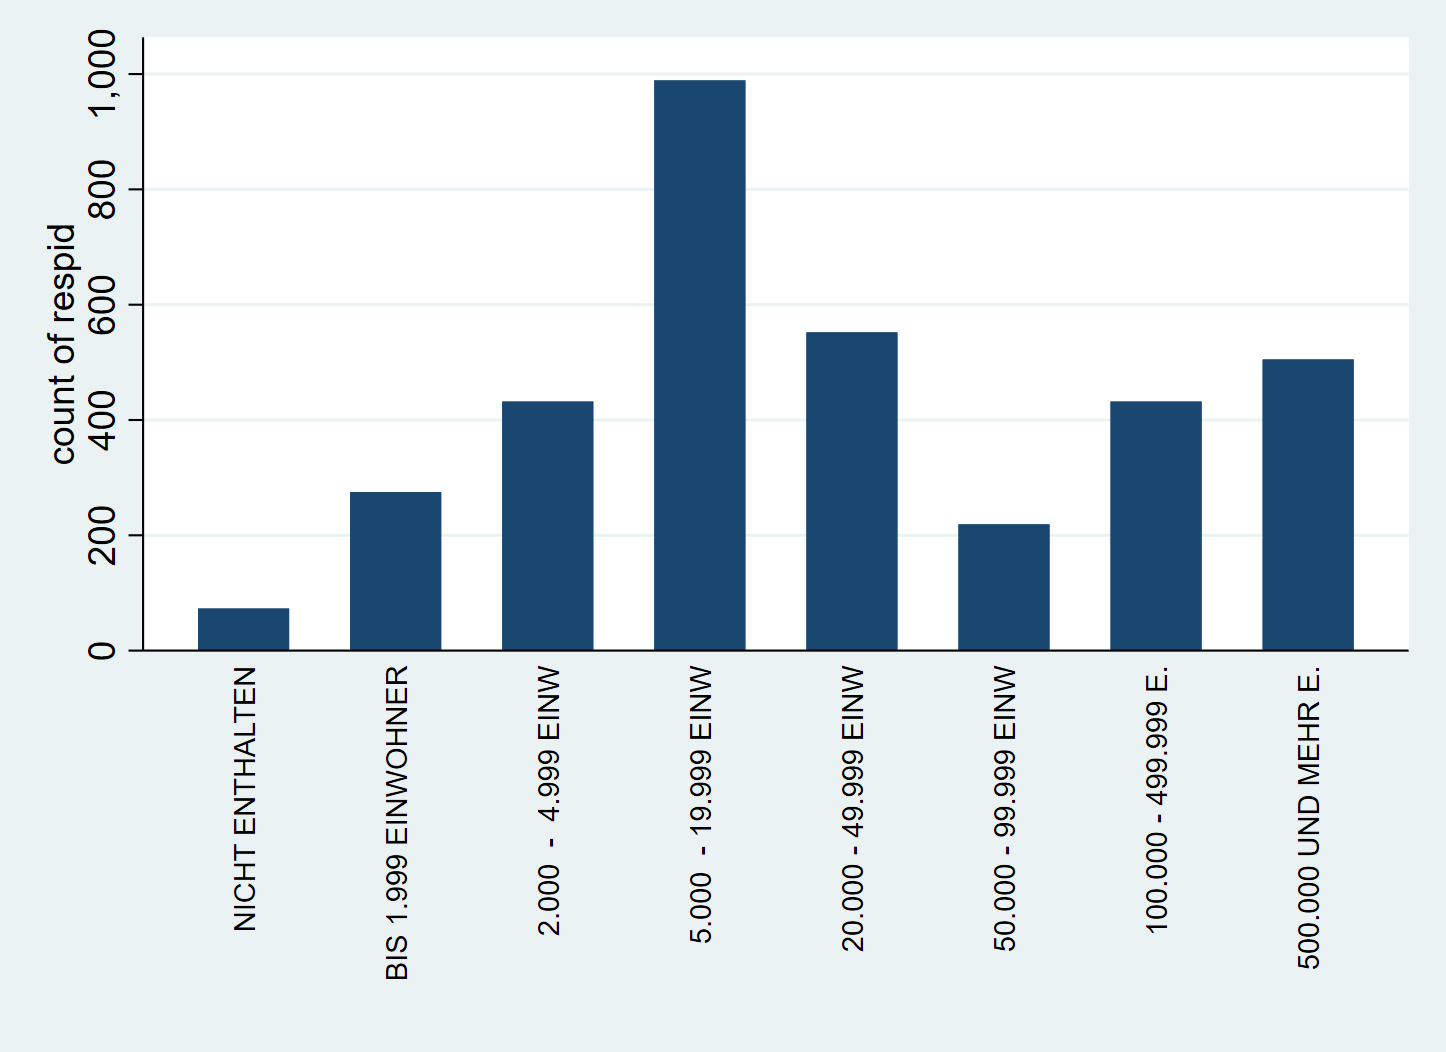 count of respid
1,000
800
600
400
200
0
NICHT ENTHALTEN
BIS 1.999 EINWOHNER
2.000  -  4.999 EINW
5.000  - 19.999 EINW
20.000 - 49.999 EINW
50.000 - 99.999 EINW
100.000 - 499.999 E.
500.000 UND MEHR E.